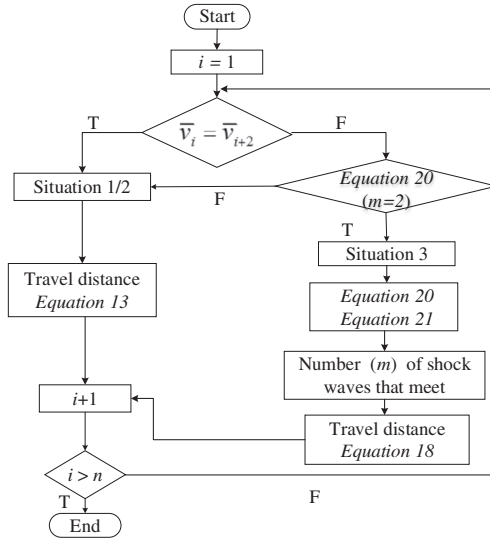 Start
i = 1
T
v̅ᵢ = v̅ᵢ₊₂
F
Situation 1/2
F
Equation 20
(m=2)
T
Situation 3
Travel distance
Equation 13
Equation 20
Equation 21
Number (m) of shock
waves that meet
i+1
Travel distance
Equation 18
i > n
T
F
End